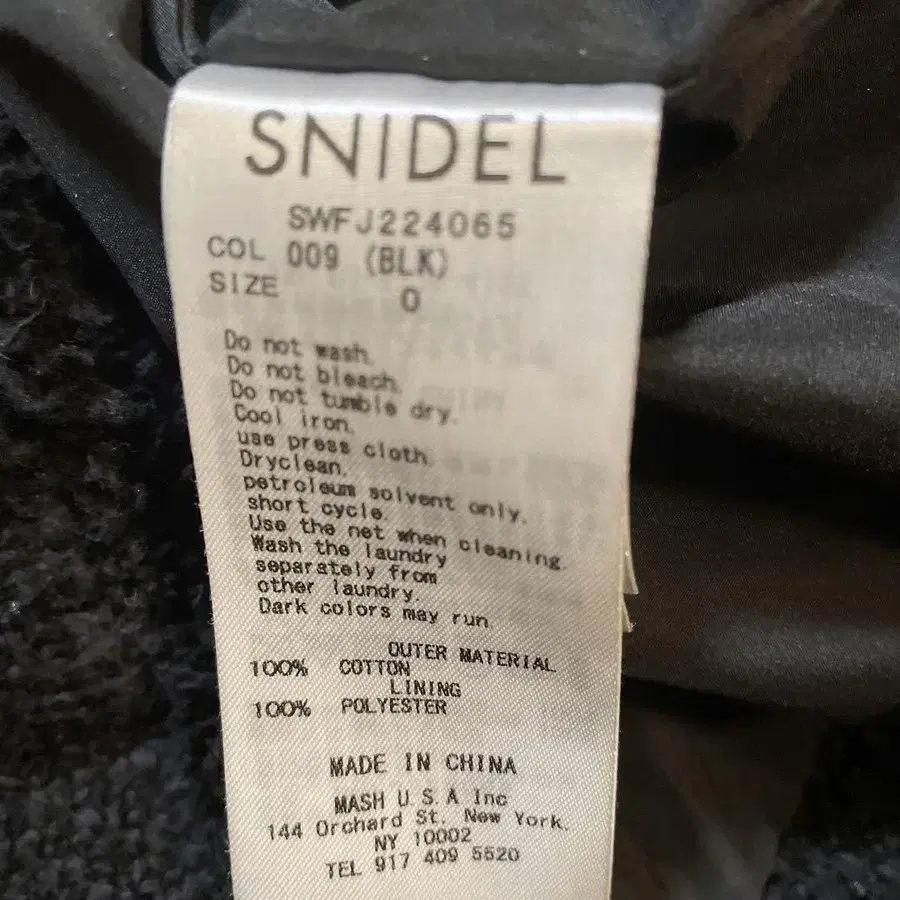 SNIDEL
SWFJ224065
COL 009 (BLK)
SIZE 0
Do not wash.
Do not bleach.
Do not tumble dry.
Cool iron.
use press cloth.
Dryclean.
petroleum solvent only.
short cycle.
Use the net when cleaning.
Wash the laundry
separately from
other laundry.
Dark colors may run.
OUTER MATERIAL
100% COTTON
LINING
100% POLYESTER
MADE IN CHINA
MASH U.S.A Inc
144 Orchard St. New York.
NY 10002
TEL 917 409 5520